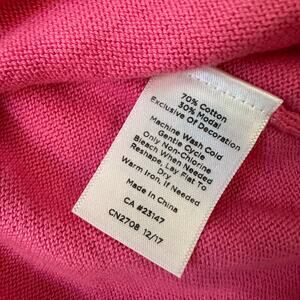 70% Cotton
30% Modal
Exclusive Of Decoration
Machine Wash Cold
Gentle Cycle
Only Non-Chlorine
Bleach When Needed
Reshape, Lay Flat To
Dry
Warm Iron, If Needed
Made In China
CA #23147
CN2708 12/17